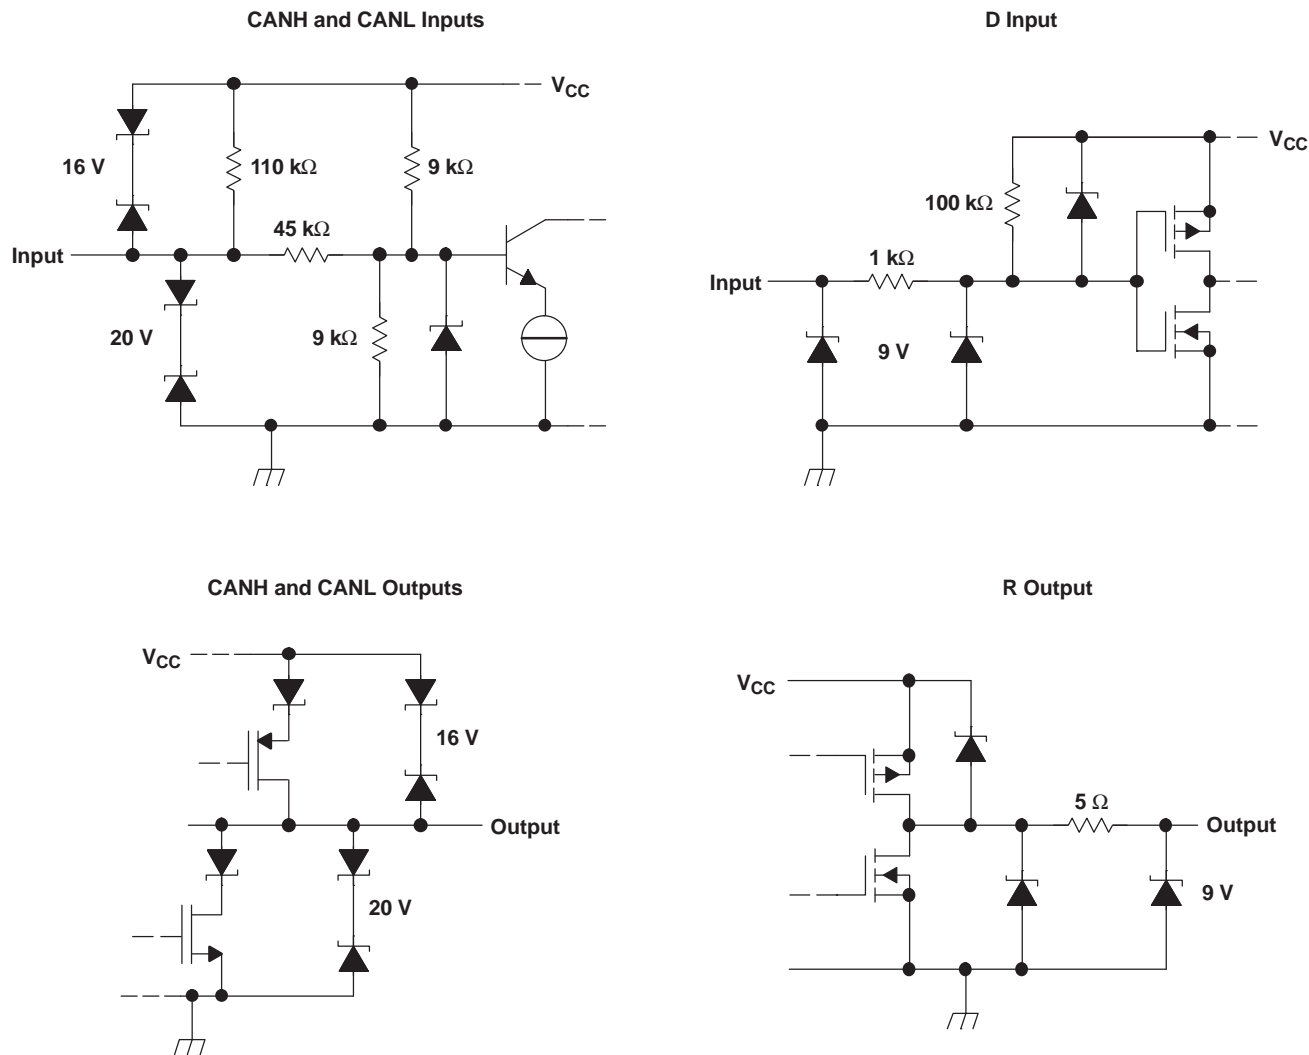 CANH and CANL Inputs
VCC
16 V
110 kΩ
9 kΩ
45 kΩ
Input
20 V
9 kΩ
D Input
VCC
100 kΩ
1 kΩ
Input
9 V
CANH and CANL Outputs
VCC
16 V
Output
20 V
R Output
VCC
5 Ω
Output
9 V